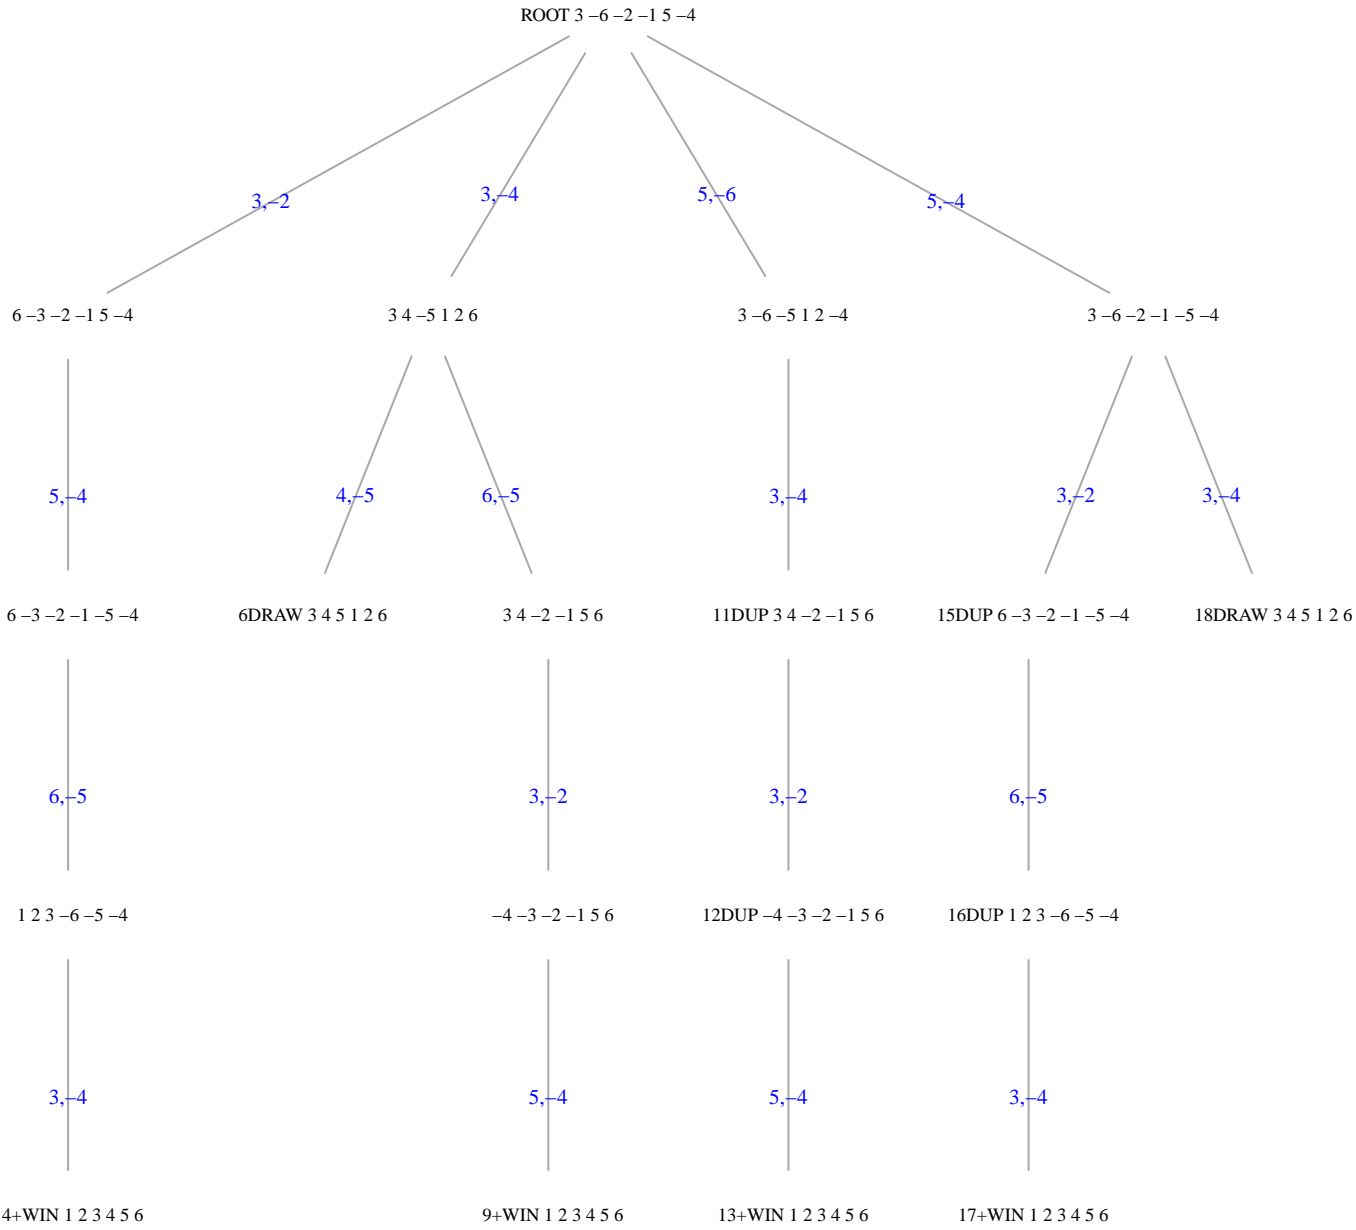 ROOT 3 –6 –2 –1 5 –4
3,–2
3,–4
5,–6
5,–4
6 –3 –2 –1 5 –4
3 4 –5 1 2 6
3 –6 –5 1 2 –4
3 –6 –2 –1 –5 –4
5,–4
4,–5
6,–5
3,–4
3,–2
3,–4
6 –3 –2 –1 –5 –4
6DRAW 3 4 5 1 2 6
3 4 –2 –1 5 6
11DUP 3 4 –2 –1 5 6
15DUP 6 –3 –2 –1 –5 –4
18DRAW 3 4 5 1 2 6
6,–5
3,–2
3,–2
6,–5
1 2 3 –6 –5 –4
–4 –3 –2 –1 5 6
12DUP –4 –3 –2 –1 5 6
16DUP 1 2 3 –6 –5 –4
3,–4
5,–4
5,–4
3,–4
4+WIN 1 2 3 4 5 6
9+WIN 1 2 3 4 5 6
13+WIN 1 2 3 4 5 6
17+WIN 1 2 3 4 5 6